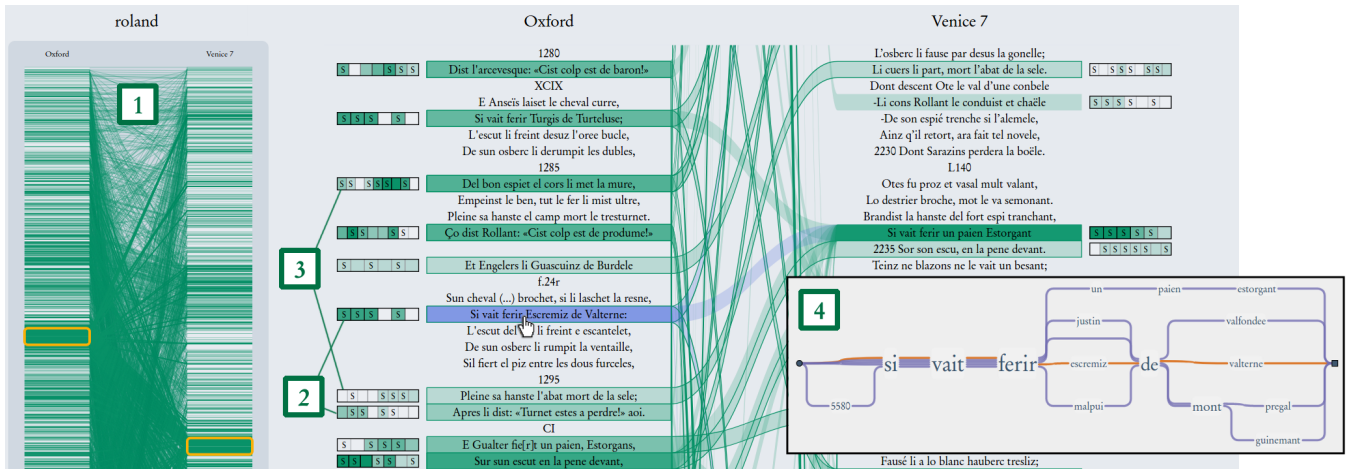 roland
Oxford
Venice 7
1
Oxford
Venice 7
1280
Dist l'arcevesque: «Cist colp est de baron!»
XCIX
E Anseïs laiset le cheval curre,
Si vait ferir Turgis de Turteluse;
L'escut li freint desuz l'oree bucle,
De sun osberc li derumpit les dubles,
1285
Del bon espiet el cors li met la mure,
Empeinst le ben, tut le fer li mist ultre,
Pleine sa hanste el camp mort le tresturnet.
Ço dist Rollant: «Cist colp est de produme!»
Et Engelers li Guascuinz de Burdele
f.24r
Sun cheval (...) brochet, si li laschet la resne,
Si vait ferir Escremiz de Valterne:
L'escut del li freint e escantelet,
De sun osberc li rumpit la ventaille,
Sil fiert el piz entre les dous furceles,
1295
Pleine sa hanste l'abat mort de la sele;
Apres li dist: «Turnet estes a perdre!» aoi.
CI
E Gualter fie[r]t un paien, Estorgans,
Sur sun escut en la pene devant,
3
2
L'osberc li fause par desus la gonelle;
Li cuers li part, mort l'abat de la sele.
Dont descent Ote le val d'une conbele
-Li cons Rollant le conduist et chaële
-De son espié trenche si l'alemele,
Ainz q'il retort, ara fait tel novele,
2230 Dont Sarazins perdera la boële.
L140
Otes fu proz et vasal mult valant,
Lo destrier broche, mot le va semonant.
Brandist la hanste del fort espi tranchant,
Si vait ferir un paien Estorgant
2235 Sor son escu, en la pene devant.
Teinz ne blazons ne le vait un besant;
4
un paien estorgant
justin
valfondee
si vait ferir escremiz de valterne
5580
malpui
mont pregal
guinemant
Fausé li a lo blanc hauberc tresliz;